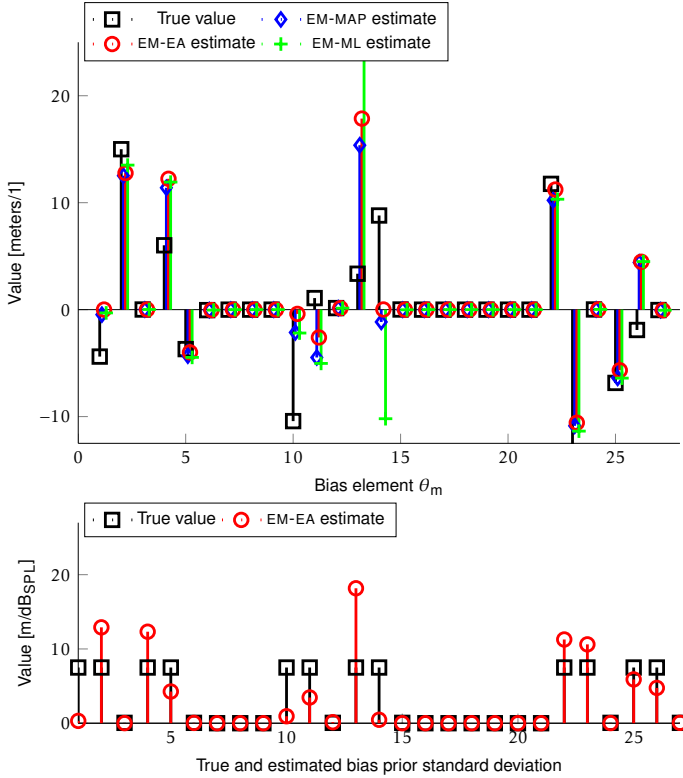 True value EM-MAP estimate
EM-EA estimate EM-ML estimate
20
10
0
−10
Value [meters/1]
0 5 10 15 20 25
Bias element θm
True value EM-EA estimate
20
10
0
Value [m/dBSPL]
5 10 15 20 25
True and estimated bias prior standard deviation